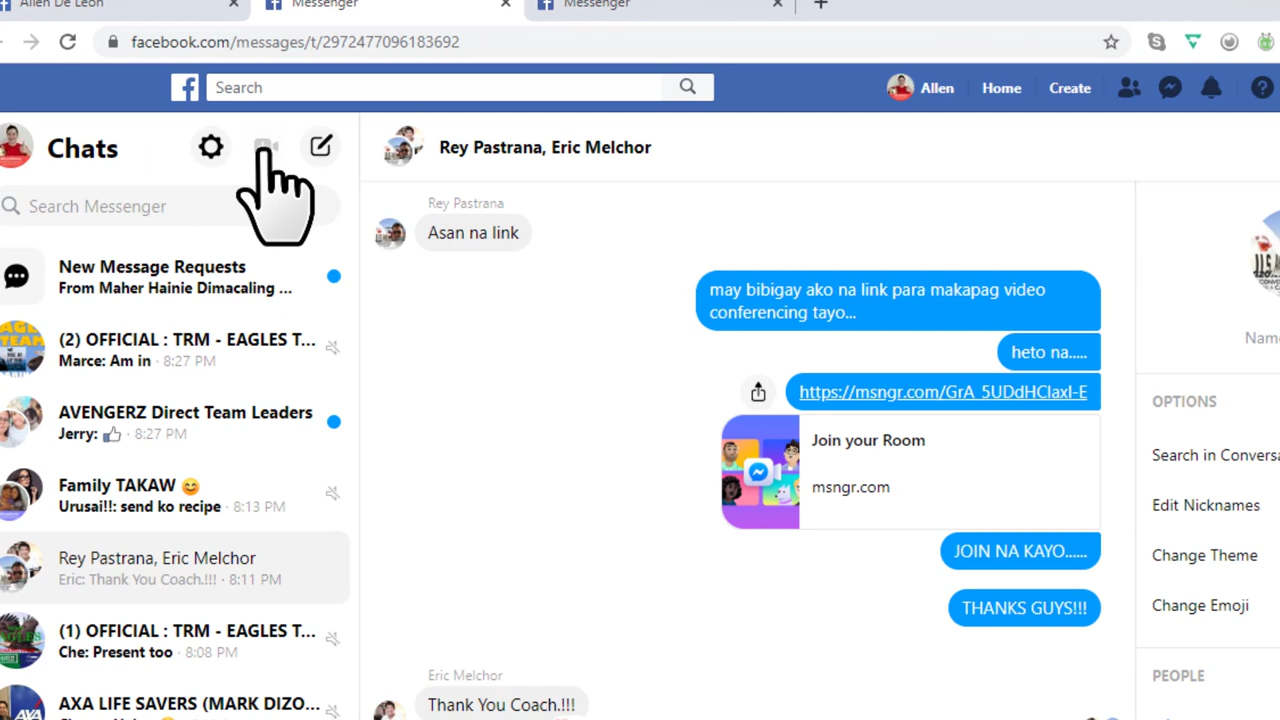 Allen De Leon
Messenger
Messenger
facebook.com/messages/t/2972477096183692
Search
Allen
Home
Create
Chats
Search Messenger
New Message Requests
From Maher Hainie Dimacaling ...
(2) OFFICIAL : TRM - EAGLES T...
Marce: Am in · 8:27 PM
AVENGERZ Direct Team Leaders
Jerry: 👍 · 8:27 PM
Family TAKAW 😊
Urusai!!: send ko recipe · 8:13 PM
Rey Pastrana, Eric Melchor
Eric: Thank You Coach.!!! · 8:11 PM
(1) OFFICIAL : TRM - EAGLES T...
Che: Present too · 8:08 PM
AXA LIFE SAVERS (MARK DIZO...
Rey Pastrana, Eric Melchor
Rey Pastrana
Asan na link
may bibigay ako na link para makapag video
conferencing tayo...
heto na.....
https://msngr.com/GrA_5UDdHClaxI-E
Join your Room
msngr.com
JOIN NA KAYO......
THANKS GUYS!!!
Eric Melchor
Thank You Coach.!!!
OPTIONS
Search in Conversa
Edit Nicknames
Change Theme
Change Emoji
PEOPLE